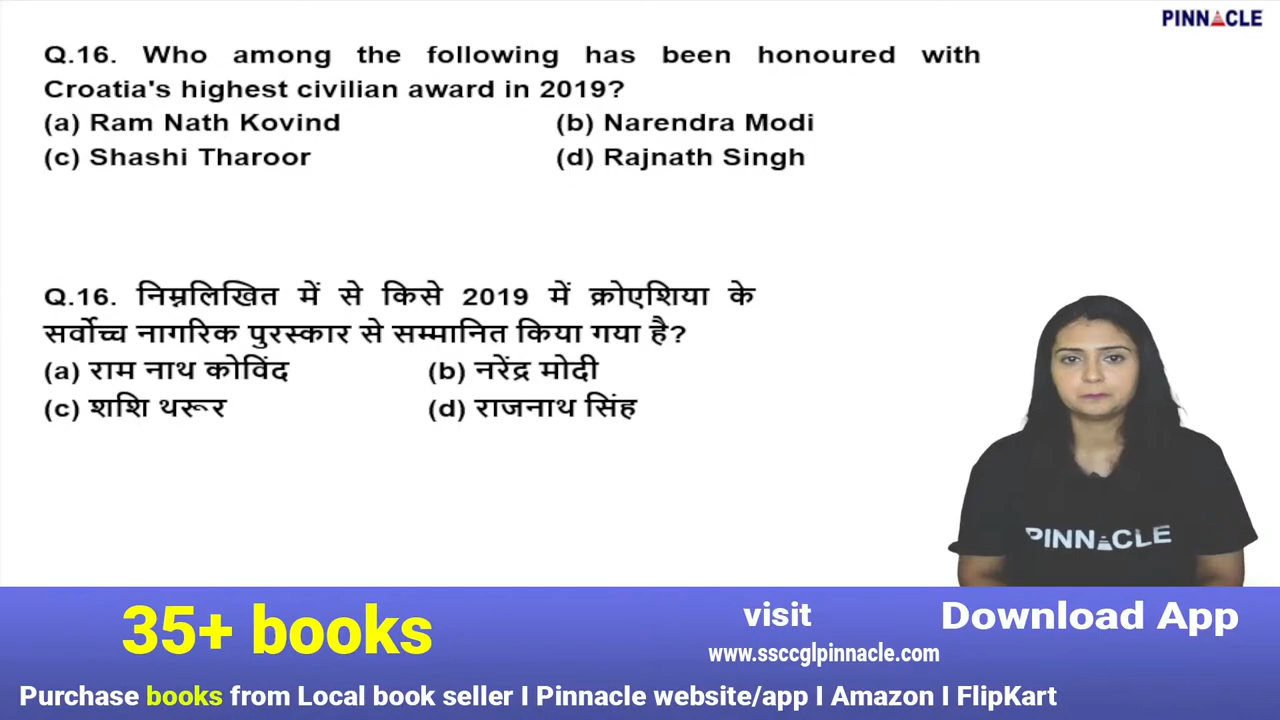 PINNACLE
Q.16. Who among the following has been honoured with
Croatia's highest civilian award in 2019?
(a) Ram Nath Kovind (b) Narendra Modi
(c) Shashi Tharoor (d) Rajnath Singh
Q.16. निम्नलिखित में से किसे 2019 में क्रोएशिया के
सर्वोच्च नागरिक पुरस्कार से सम्मानित किया गया है?
(a) राम नाथ कोविंद (b) नरेंद्र मोदी
(c) शशि थरूर (d) राजनाथ सिंह
PINNACLE
35+ books
visit
www.ssccglpinnacle.com
Download App
Purchase books from Local book seller I Pinnacle website/app I Amazon I FlipKart